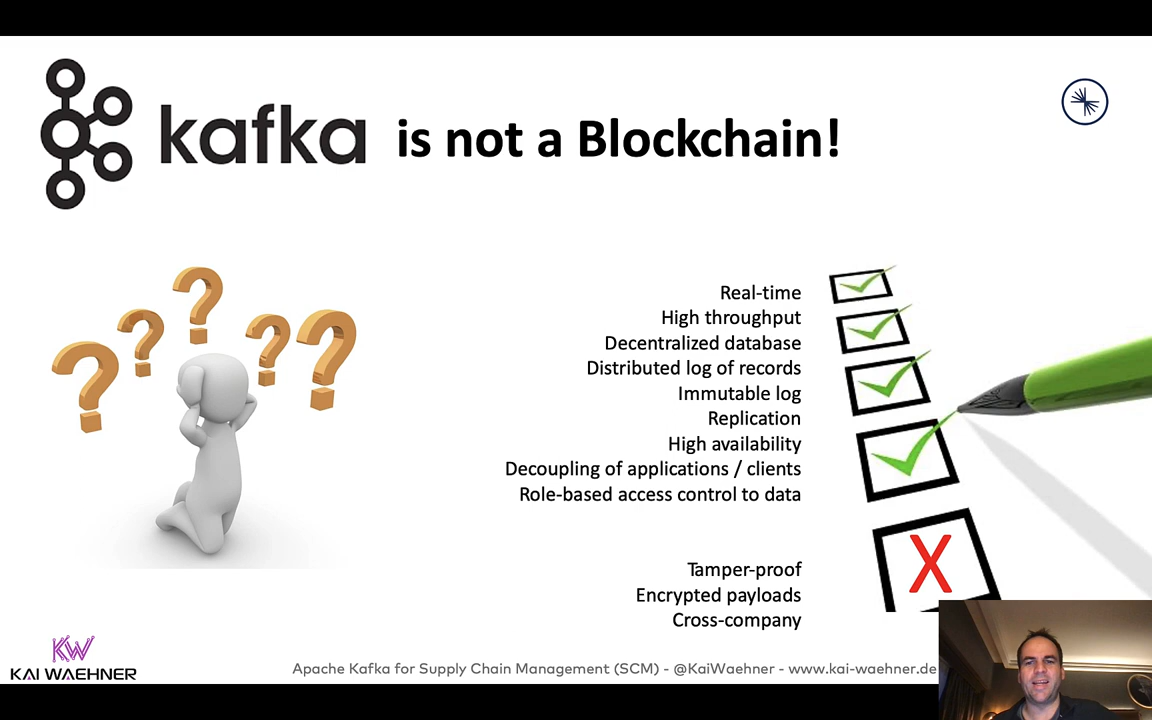 kafka is not a Blockchain!
Real-time
High throughput
Decentralized database
Distributed log of records
Immutable log
Replication
High availability
Decoupling of applications / clients
Role-based access control to data
X
Tamper-proof
Encrypted payloads
Cross-company
KW
KAI WAEHNER
Apache Kafka for Supply Chain Management (SCM) - @KaiWaehner - www.kai-waehner.de